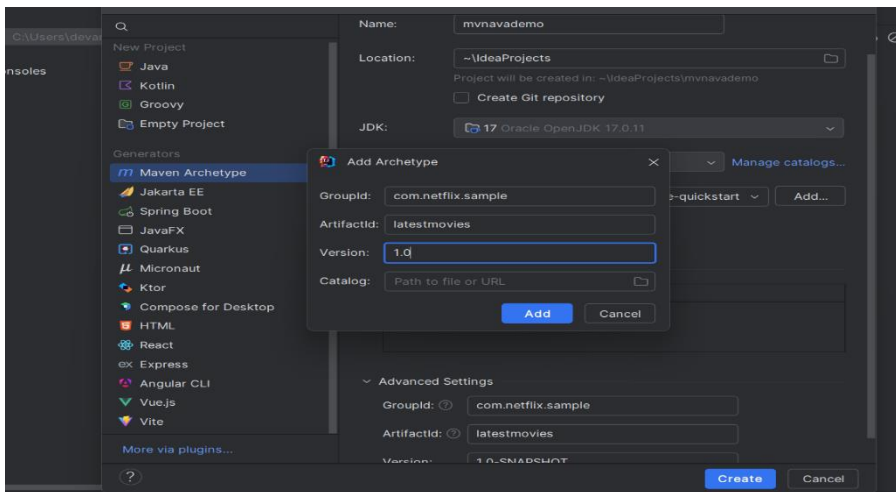 C:\Users\devar
nsoles
New Project
Java
Kotlin
Groovy
Empty Project
Generators
Maven Archetype
Jakarta EE
Spring Boot
JavaFX
Quarkus
Micronaut
Ktor
Compose for Desktop
HTML
React
ex Express
Angular CLI
Vue.js
Vite
More via plugins...
?
Name: mvnavademo
Location: ~\IdeaProjects
Project will be created in: ~\IdeaProjects\mvnavademo
Create Git repository
JDK: 17 Oracle OpenJDK 17.0.11
Manage catalogs...
e-quickstart Add...
Add Archetype
GroupId: com.netflix.sample
ArtifactId: latestmovies
Version: 1.0
Catalog: Path to file or URL
Add Cancel
Advanced Settings
GroupId: ? com.netflix.sample
ArtifactId: ? latestmovies
Version: 1.0-SNAPSHOT
Create Cancel